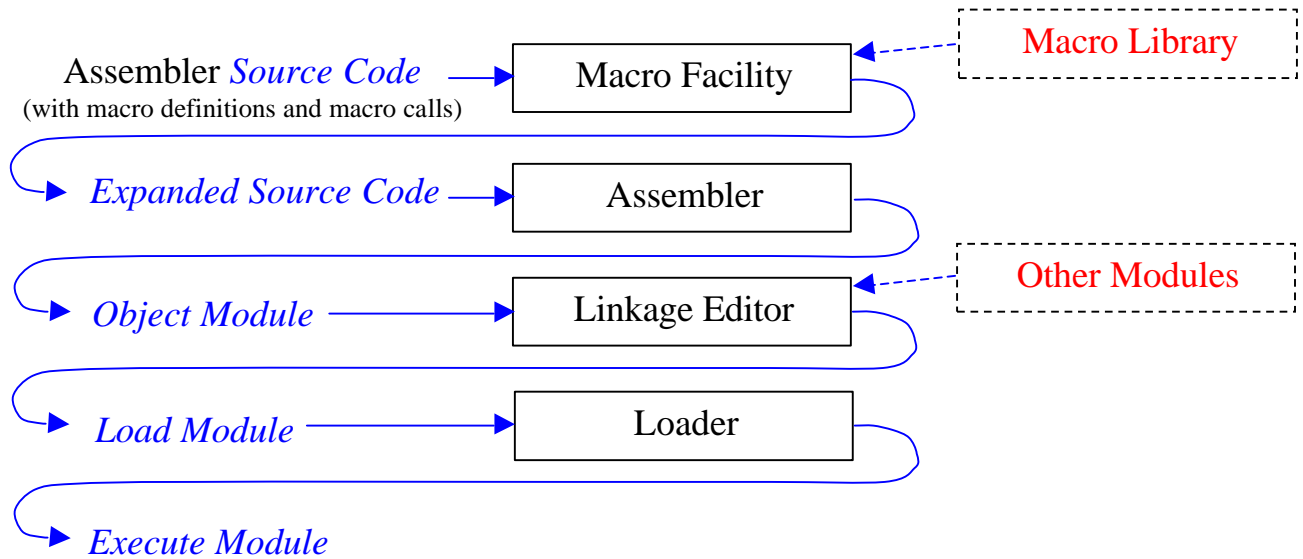 Assembler Source Code
(with macro definitions and macro calls)
Macro Facility
Macro Library
Expanded Source Code
Assembler
Object Module
Linkage Editor
Other Modules
Load Module
Loader
Execute Module